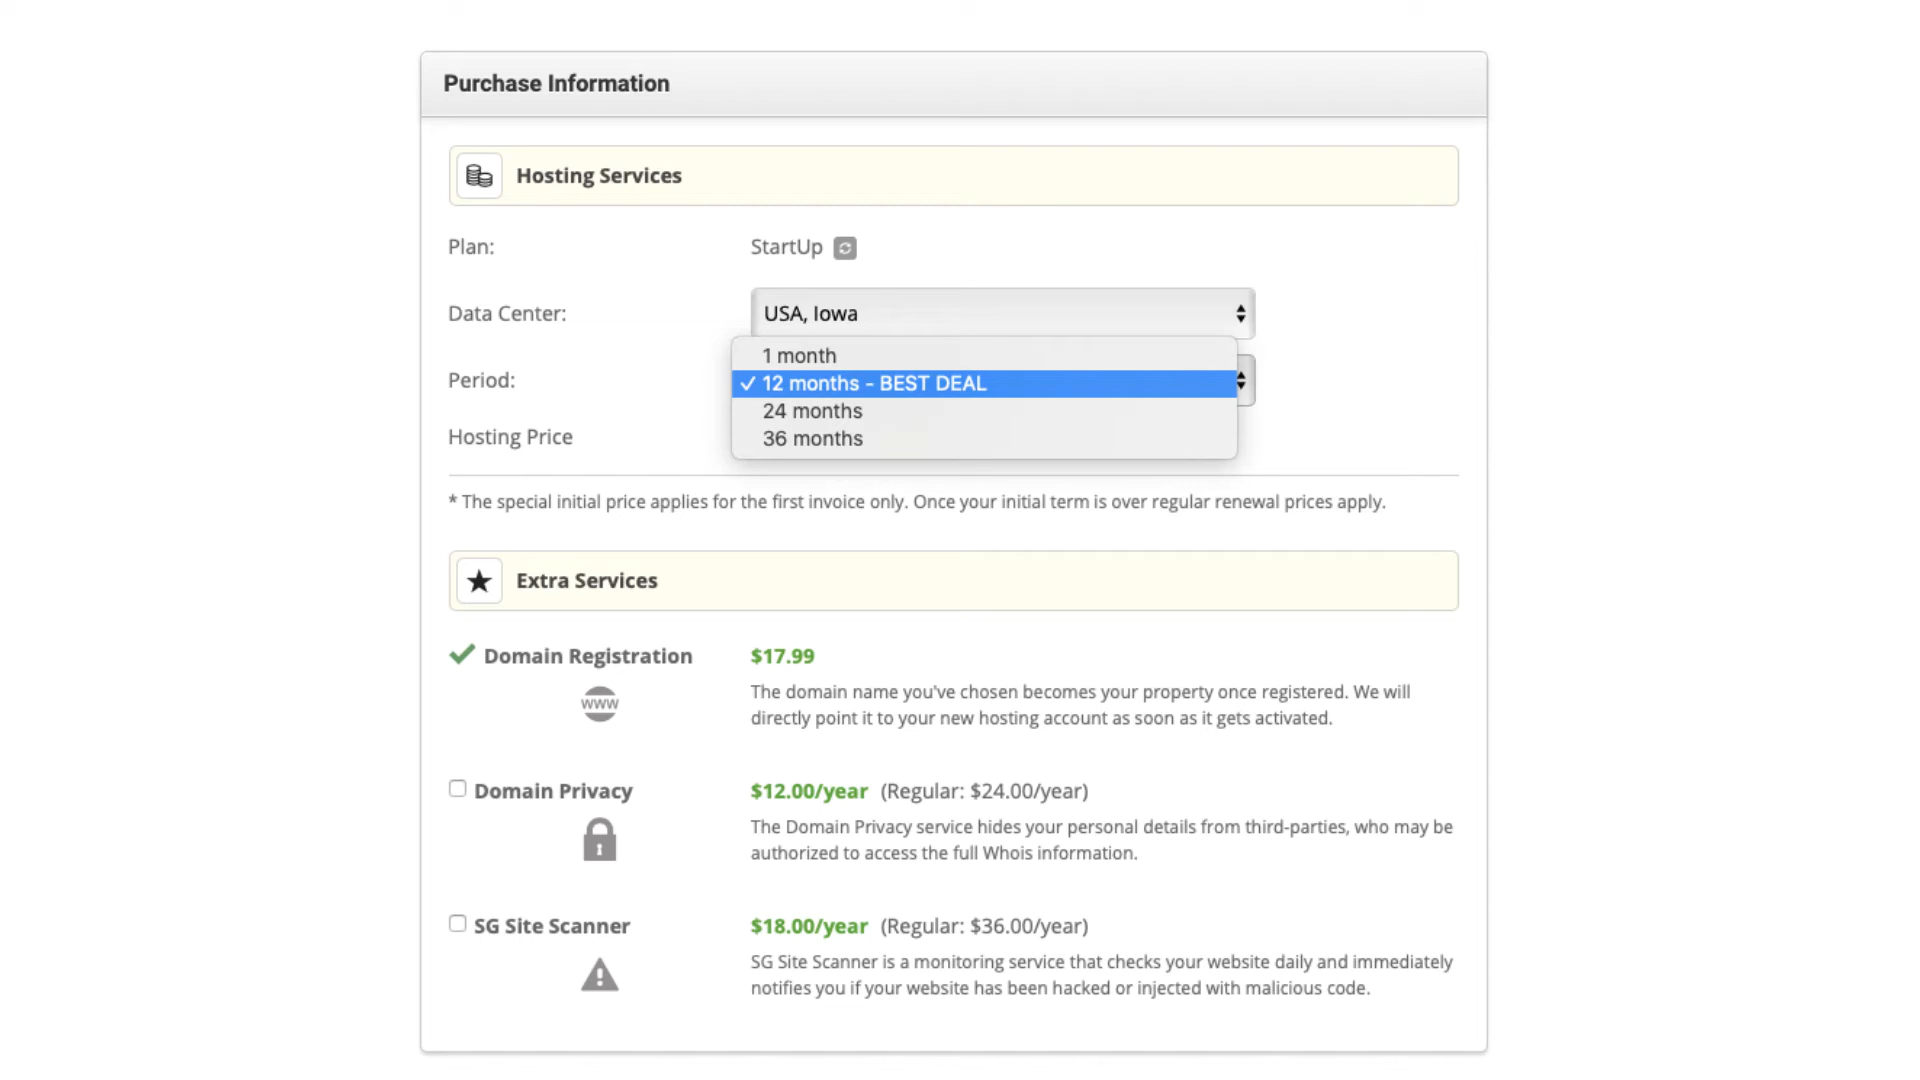 Purchase Information
Hosting Services
Plan:
StartUp
Data Center:
USA, Iowa
Period:
1 month
✓ 12 months - BEST DEAL
24 months
36 months
Hosting Price
* The special initial price applies for the first invoice only. Once your initial term is over regular renewal prices apply.
Extra Services
Domain Registration
$17.99
www
The domain name you've chosen becomes your property once registered. We will
directly point it to your new hosting account as soon as it gets activated.
Domain Privacy
$12.00/year (Regular: $24.00/year)
The Domain Privacy service hides your personal details from third-parties, who may be
authorized to access the full Whois information.
SG Site Scanner
$18.00/year (Regular: $36.00/year)
SG Site Scanner is a monitoring service that checks your website daily and immediately
notifies you if your website has been hacked or injected with malicious code.